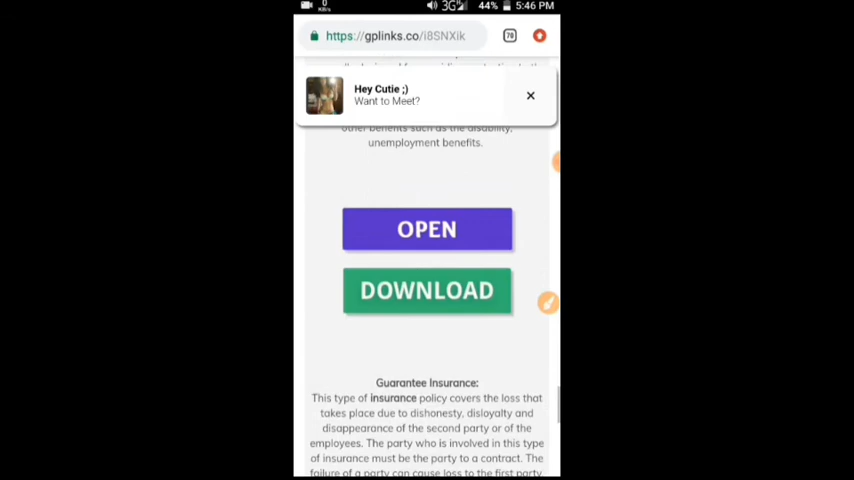 0
KB/s
3G
44%
5:46 PM
https://gplinks.co/i8SNXik
70
Hey Cutie ;)
Want to Meet?
other benefits such as the disability,
unemployment benefits.
OPEN
DOWNLOAD
Guarantee Insurance:
This type of insurance policy covers the loss that
takes place due to dishonesty, disloyalty and
disappearance of the second party or of the
employees. The party who is involved in this type
of insurance must be the party to a contract. The
failure of a party can cause loss to the first party